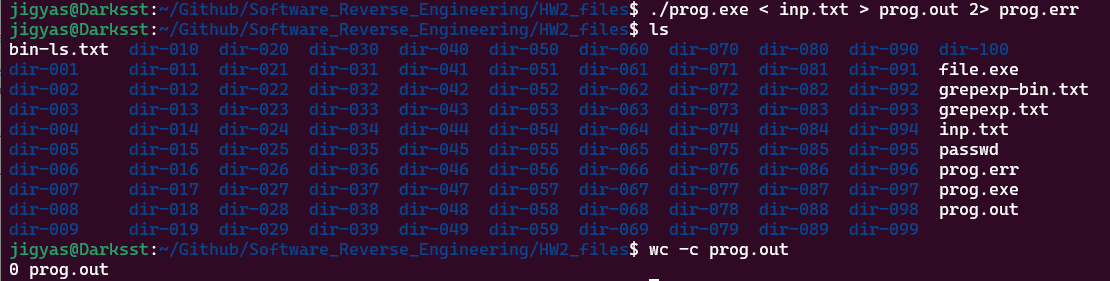 jigyas@Darksst:~/Github/Software_Reverse_Engineering/HW2_files$ ./prog.exe < inp.txt > prog.out 2> prog.err
jigyas@Darksst:~/Github/Software_Reverse_Engineering/HW2_files$ ls
bin-ls.txt dir-010 dir-020 dir-030 dir-040 dir-050 dir-060 dir-070 dir-080 dir-090 dir-100
dir-001 dir-011 dir-021 dir-031 dir-041 dir-051 dir-061 dir-071 dir-081 dir-091 file.exe
dir-002 dir-012 dir-022 dir-032 dir-042 dir-052 dir-062 dir-072 dir-082 dir-092 grepexp-bin.txt
dir-003 dir-013 dir-023 dir-033 dir-043 dir-053 dir-063 dir-073 dir-083 dir-093 grepexp.txt
dir-004 dir-014 dir-024 dir-034 dir-044 dir-054 dir-064 dir-074 dir-084 dir-094 inp.txt
dir-005 dir-015 dir-025 dir-035 dir-045 dir-055 dir-065 dir-075 dir-085 dir-095 passwd
dir-006 dir-016 dir-026 dir-036 dir-046 dir-056 dir-066 dir-076 dir-086 dir-096 prog.err
dir-007 dir-017 dir-027 dir-037 dir-047 dir-057 dir-067 dir-077 dir-087 dir-097 prog.exe
dir-008 dir-018 dir-028 dir-038 dir-048 dir-058 dir-068 dir-078 dir-088 dir-098 prog.out
dir-009 dir-019 dir-029 dir-039 dir-049 dir-059 dir-069 dir-079 dir-089 dir-099
jigyas@Darksst:~/Github/Software_Reverse_Engineering/HW2_files$ wc -c prog.out
0 prog.out